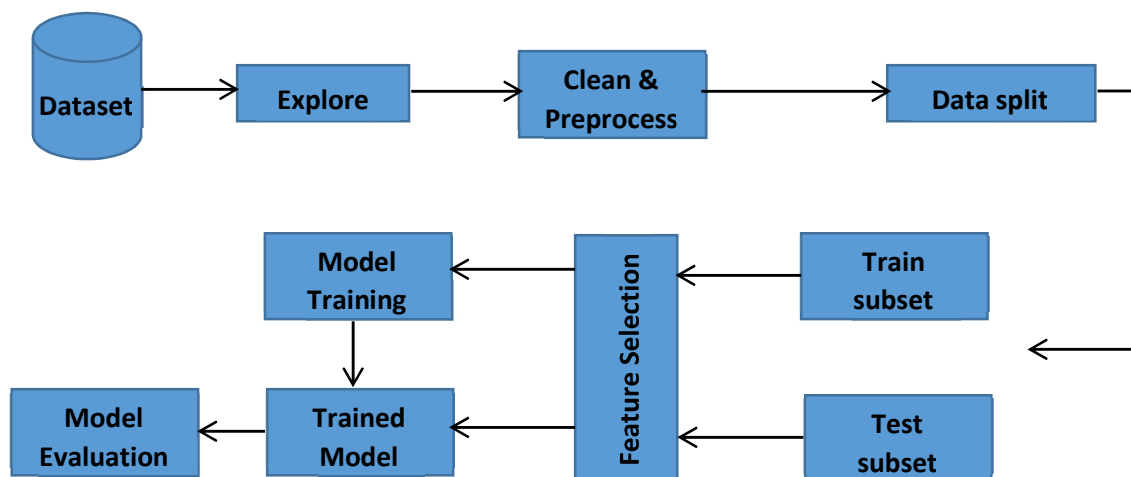 Dataset
Explore
Clean &
Preprocess
Data split
Model
Training
Feature Selection
Train
subset
Model
Evaluation
Trained
Model
Test
subset